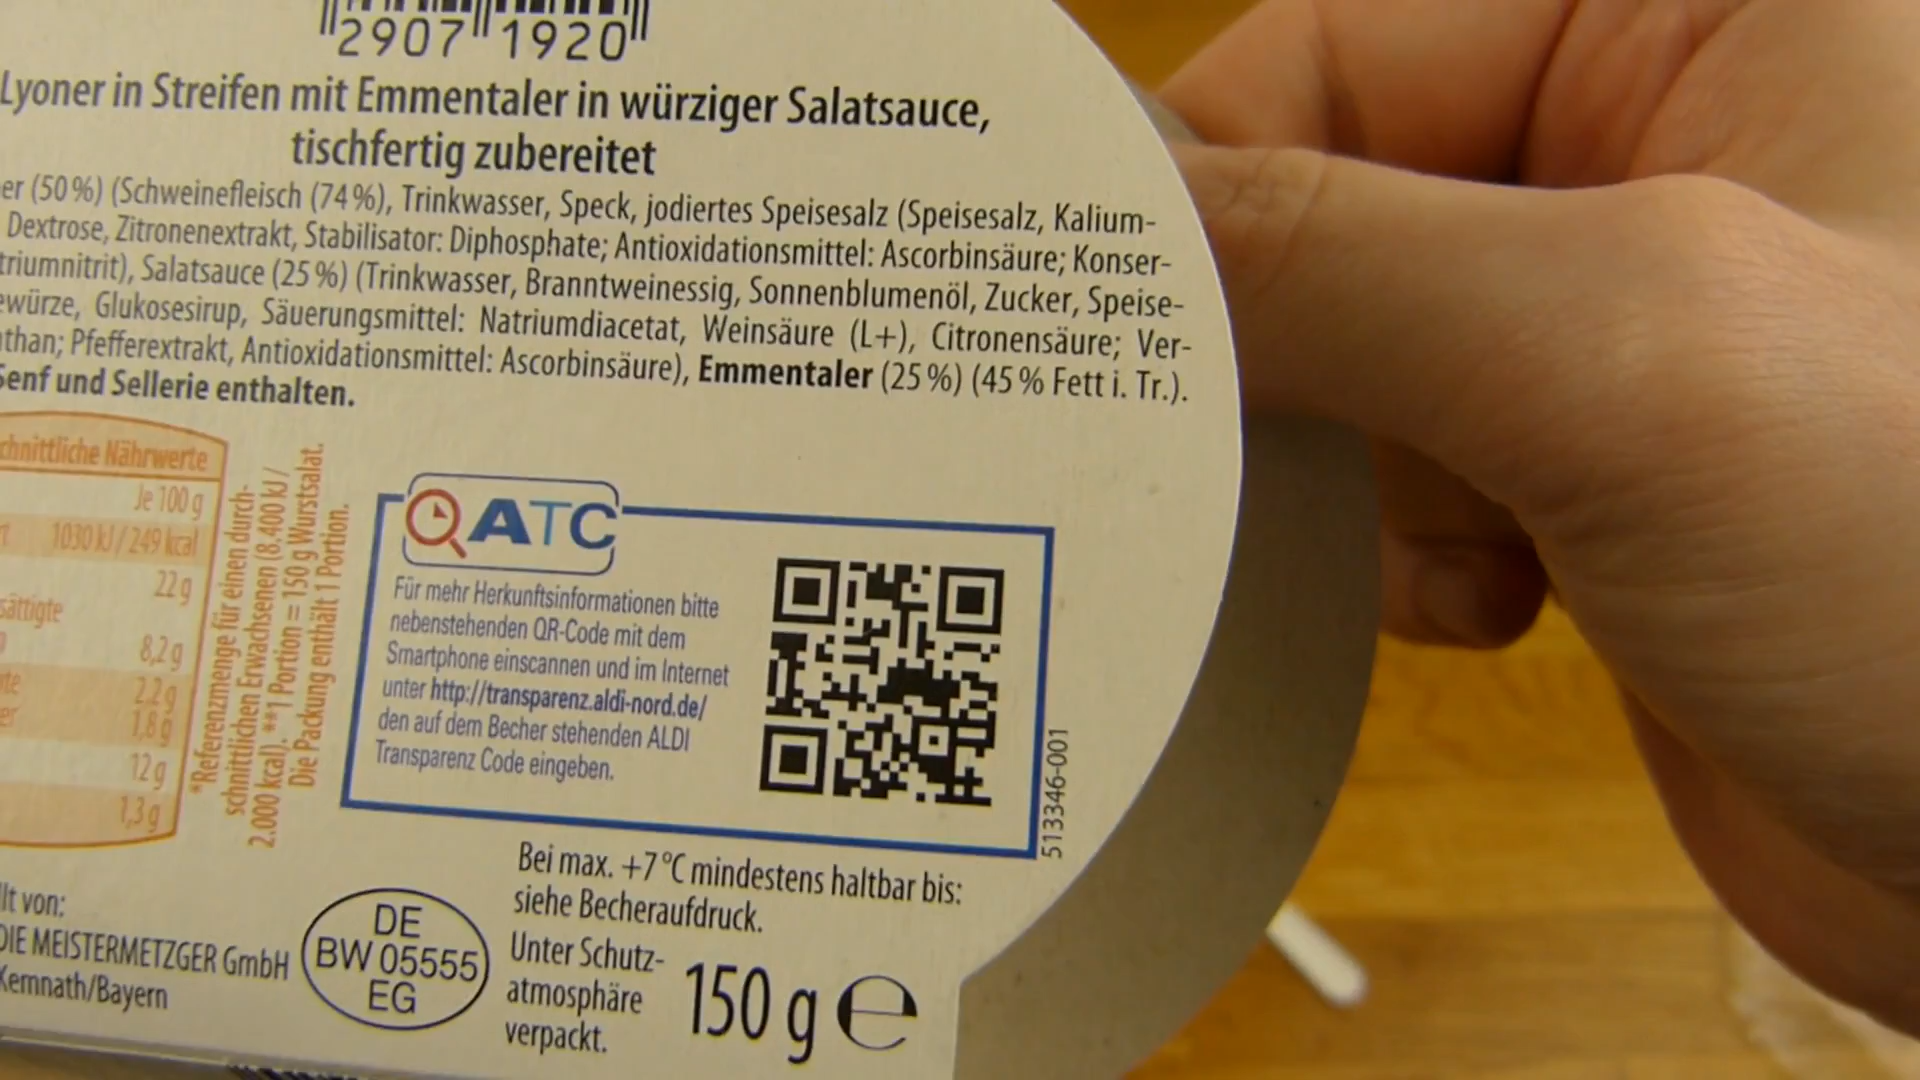 2907 1920
Lyoner in Streifen mit Emmentaler in würziger Salatsauce,
tischfertig zubereitet
er (50%) (Schweinefleisch (74%), Trinkwasser, Speck, jodiertes Speisesalz (Speisesalz, Kalium-
Dextrose, Zitronenextrakt, Stabilisator: Diphosphate; Antioxidationsmittel: Ascorbinsäure; Konser-
triumnitrit), Salatsauce (25%) (Trinkwasser, Branntweinessig, Sonnenblumenöl, Zucker, Speise-
ewürze, Glukosesirup, Säuerungsmittel: Natriumdiacetat, Weinsäure (L+), Citronensäure; Ver-
than; Pfefferextrakt, Antioxidationsmittel: Ascorbinsäure), Emmentaler (25%) (45% Fett i. Tr.).
Senf und Sellerie enthalten.
chnittliche Nährwerte
Je 100 g
1030 kJ / 249 kcal
22 g
sättigte
8,2 g
2,2 g
1,8 g
12 g
1,3 g
*Referenzmenge für einen durch-
schnittlichen Erwachsenen (8.400 kJ /
2.000 kcal). **1 Portion = 150 g Wurstsalat.
Die Packung enthält 1 Portion.
ATC
Für mehr Herkunftsinformationen bitte
nebenstehenden QR-Code mit dem
Smartphone einscannen und im Internet
unter http://transparenz.aldi-nord.de/
den auf dem Becher stehenden ALDI
Transparenz Code eingeben.
513346-001
Bei max. +7°C mindestens haltbar bis:
siehe Becheraufdruck.
Unter Schutz-
atmosphäre
verpackt.
150 g e
llt von:
DIE MEISTERMETZGER GmbH
Kemnath/Bayern
DE
BW 05555
EG